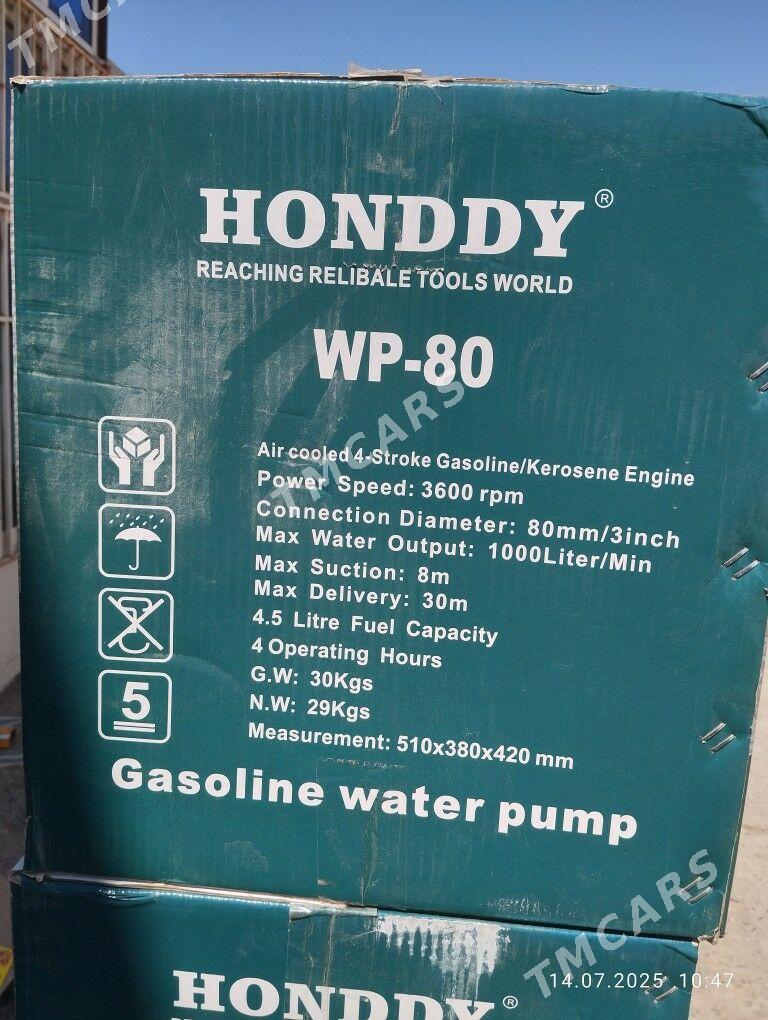 TMCARS
HONDDY®
REACHING RELIBALE TOOLS WORLD
WP-80
Air cooled 4-Stroke Gasoline/Kerosene Engine
Power Speed: 3600 rpm
Connection Diameter: 80mm/3inch
Max Water Output: 1000Liter/Min
Max Suction: 8m
Max Delivery: 30m
4.5 Litre Fuel Capacity
4 Operating Hours
G.W: 30Kgs
N.W: 29Kgs
Measurement: 510x380x420 mm
5
Gasoline water pump
TMCARS
TMCARS
14.07.2025 10:47
HONDDY®